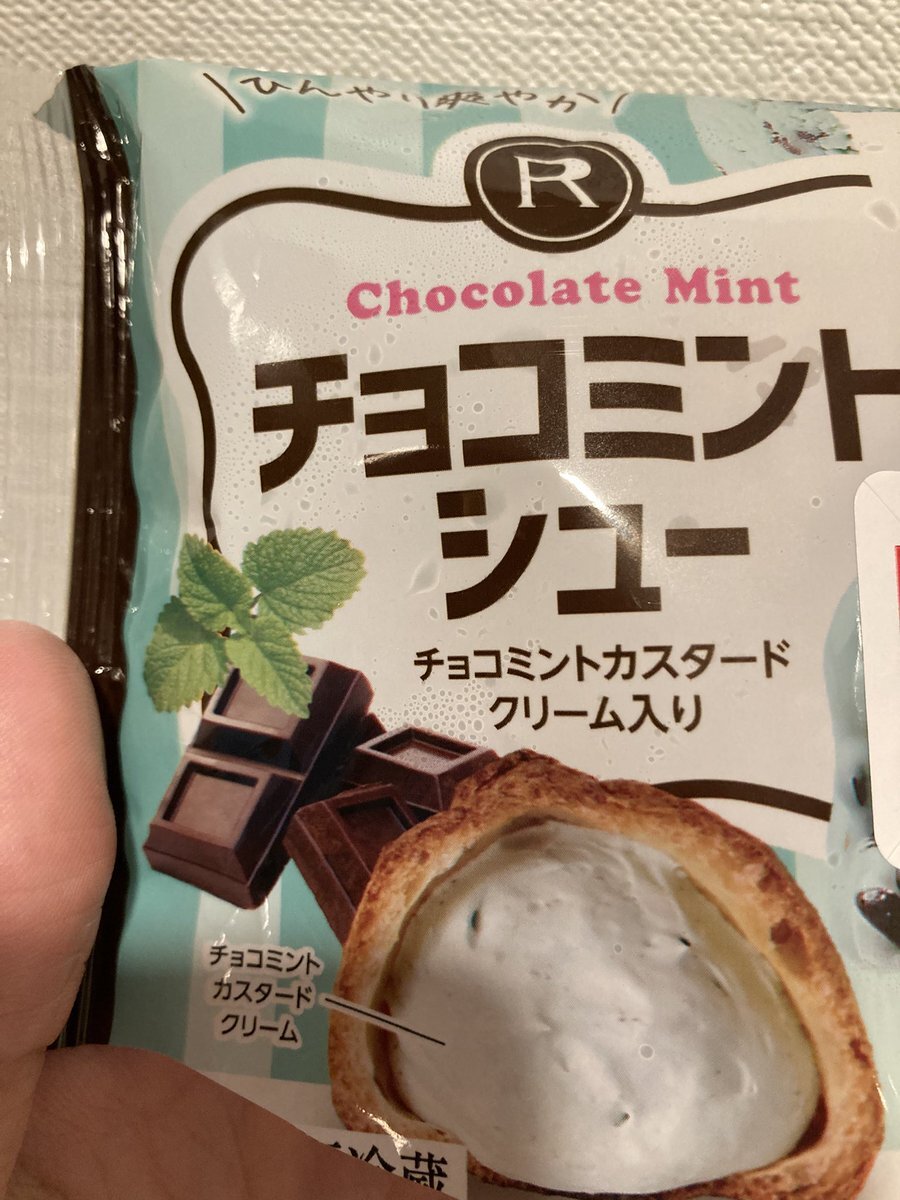 ひんやり爽やか
R
Chocolate Mint
チョコミント
シュー
チョコミントカスタード
クリーム入り
チョコミント
カスタード
クリーム
冷蔵